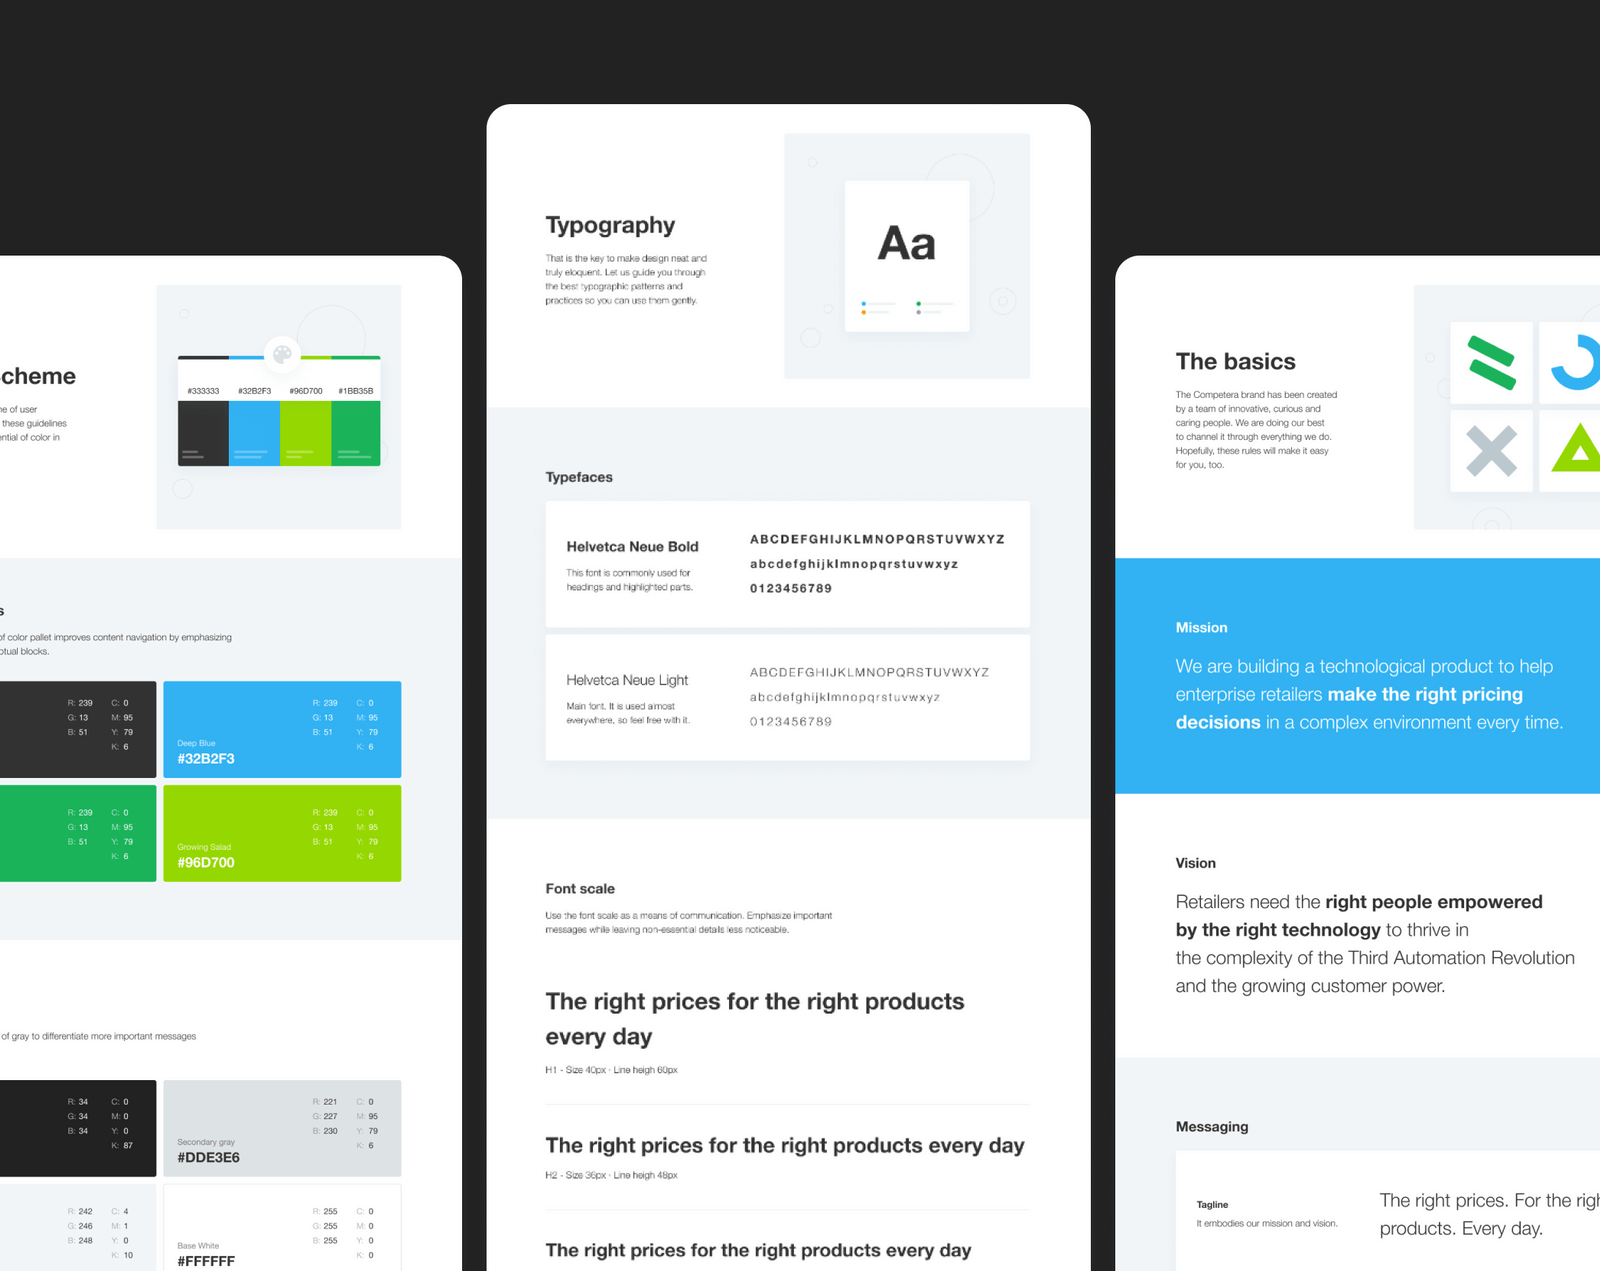 cheme
ne of user
these guidelines
ential of color in
#333333
#32B2F3
#96D700
#1BB35B
s
of color pallet improves content navigation by emphasizing
ptual blocks.
R: 239 C: 0
G: 13 M: 95
B: 51 Y: 79
K: 6
R: 239 C: 0
G: 13 M: 95
B: 51 Y: 79
K: 6
Deep Blue
#32B2F3
R: 239 C: 0
G: 13 M: 95
B: 51 Y: 79
K: 6
R: 239 C: 0
G: 13 M: 95
B: 51 Y: 79
K: 6
Growing Salad
#96D700
of gray to differentiate more important messages
R: 34 C: 0
G: 34 M: 0
B: 34 Y: 0
K: 87
R: 221 C: 0
G: 227 M: 95
B: 230 Y: 79
K: 6
Secondary gray
#DDE3E6
R: 242 C: 4
G: 246 M: 1
B: 248 Y: 0
K: 10
R: 255 C: 0
G: 255 M: 0
B: 255 Y: 0
K: 0
Base White
#FFFFFF
Typography
That is the key to make design neat and
truly eloquent. Let us guide you through
the best typographic patterns and
practices so you can use them gently.
Aa
Typefaces
Helvetca Neue Bold
This font is commonly used for
headings and highlighted parts.
ABCDEFGHIJKLMNOPQRSTUVWXYZ
abcdefghijklmnopqrstuvwxyz
0123456789
Helvetca Neue Light
Main font. It is used almost
everywhere, so feel free with it.
ABCDEFGHIJKLMNOPQRSTUVWXYZ
abcdefghijklmnopqrstuvwxyz
0123456789
Font scale
Use the font scale as a means of communication. Emphasize important
messages while leaving non-essential details less noticeable.
The right prices for the right products
every day
H1 - Size 40px - Line heigh 60px
The right prices for the right products every day
H2 - Size 36px - Line heigh 48px
The right prices for the right products every day
The basics
The Competera brand has been created
by a team of innovative, curious and
caring people. We are doing our best
to channel it through everything we do.
Hopefully, these rules will make it easy
for you, too.
Mission
We are building a technological product to help
enterprise retailers make the right pricing
decisions in a complex environment every time.
Vision
Retailers need the right people empowered
by the right technology to thrive in
the complexity of the Third Automation Revolution
and the growing customer power.
Messaging
Tagline
It embodies our mission and vision.
The right prices. For the righ
products. Every day.